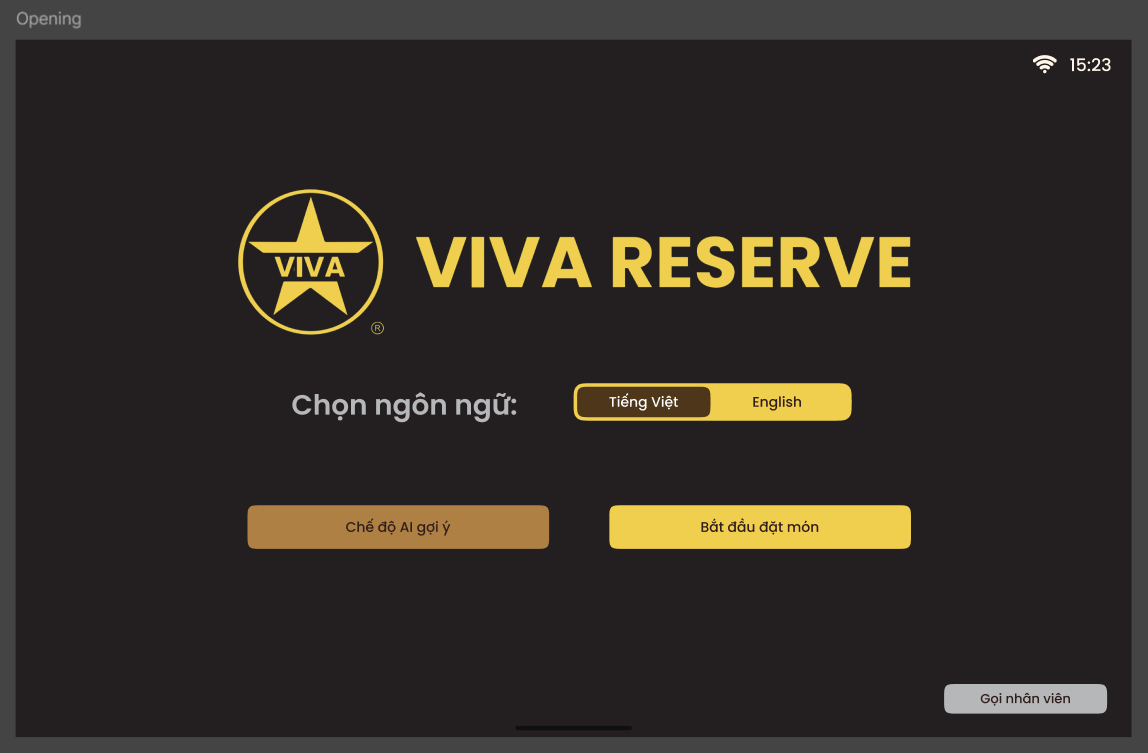 Opening
15:23
VIVA
®
VIVA RESERVE
Chọn ngôn ngữ:
Tiếng Việt
English
Chế độ AI gợi ý
Bắt đầu đặt món
Gọi nhân viên